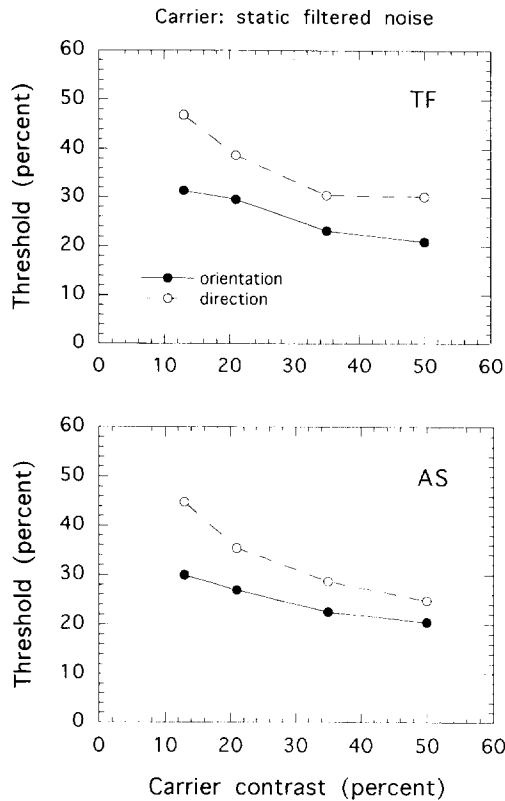 Carrier: static filtered noise
60
50
40
30
20
10
0
Threshold (percent)
TF
orientation
direction
0 10 20 30 40 50 60
60
50
40
30
20
10
0
Threshold (percent)
AS
0 10 20 30 40 50 60
Carrier contrast (percent)